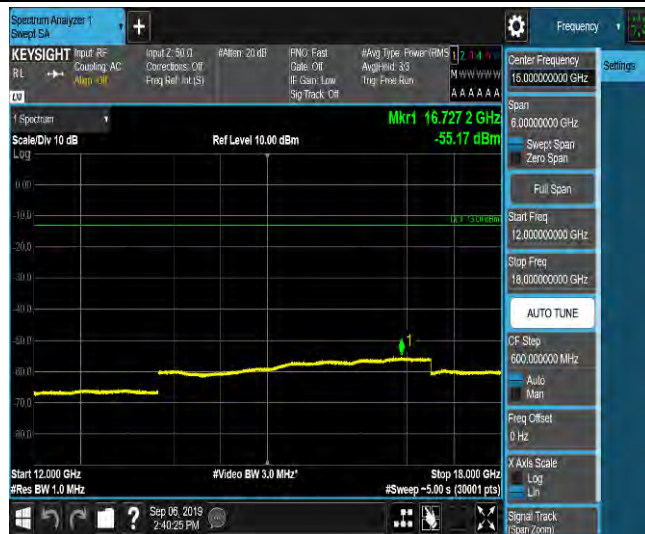 Spectrum Analyzer 1
Swept SA
+
Frequency
KEYSIGHT
RL
Input: RF
Coupling: AC
Align: Off
Input Z: 50 Ω
Corrections: Off
Freq Ref: Int (S)
#Atten: 20 dB
PNO: Fast
Gate: Off
IF Gain: Low
Sig Track: Off
#Avg Type: Power (RMS
Avg|Hold: 3/3
Trig: Free Run
M W W W W W
A A A A A A
LW
1 Spectrum
Scale/Div 10 dB
Log
Ref Level 10.00 dBm
Mkr1 16.727 2 GHz
-55.17 dBm
0.00
-10.0
-20.0
-30.0
-40.0
-50.0
-60.0
-70.0
-80.0
1
Start 12.000 GHz
#Res BW 1.0 MHz
#Video BW 3.0 MHz*
Stop 18.000 GHz
#Sweep ~5.00 s (30001 pts)
Center Frequency
15.000000000 GHz
Settings
Span
6.00000000 GHz
Swept Span
Zero Span
Full Span
Start Freq
12.000000000 GHz
Stop Freq
18.000000000 GHz
AUTO TUNE
CF Step
600.000000 MHz
Auto
Man
Freq Offset
0 Hz
X Axis Scale
Log
Lin
Signal Track
(Span Zoom)
?
Sep 06, 2019
2:40:25 PM